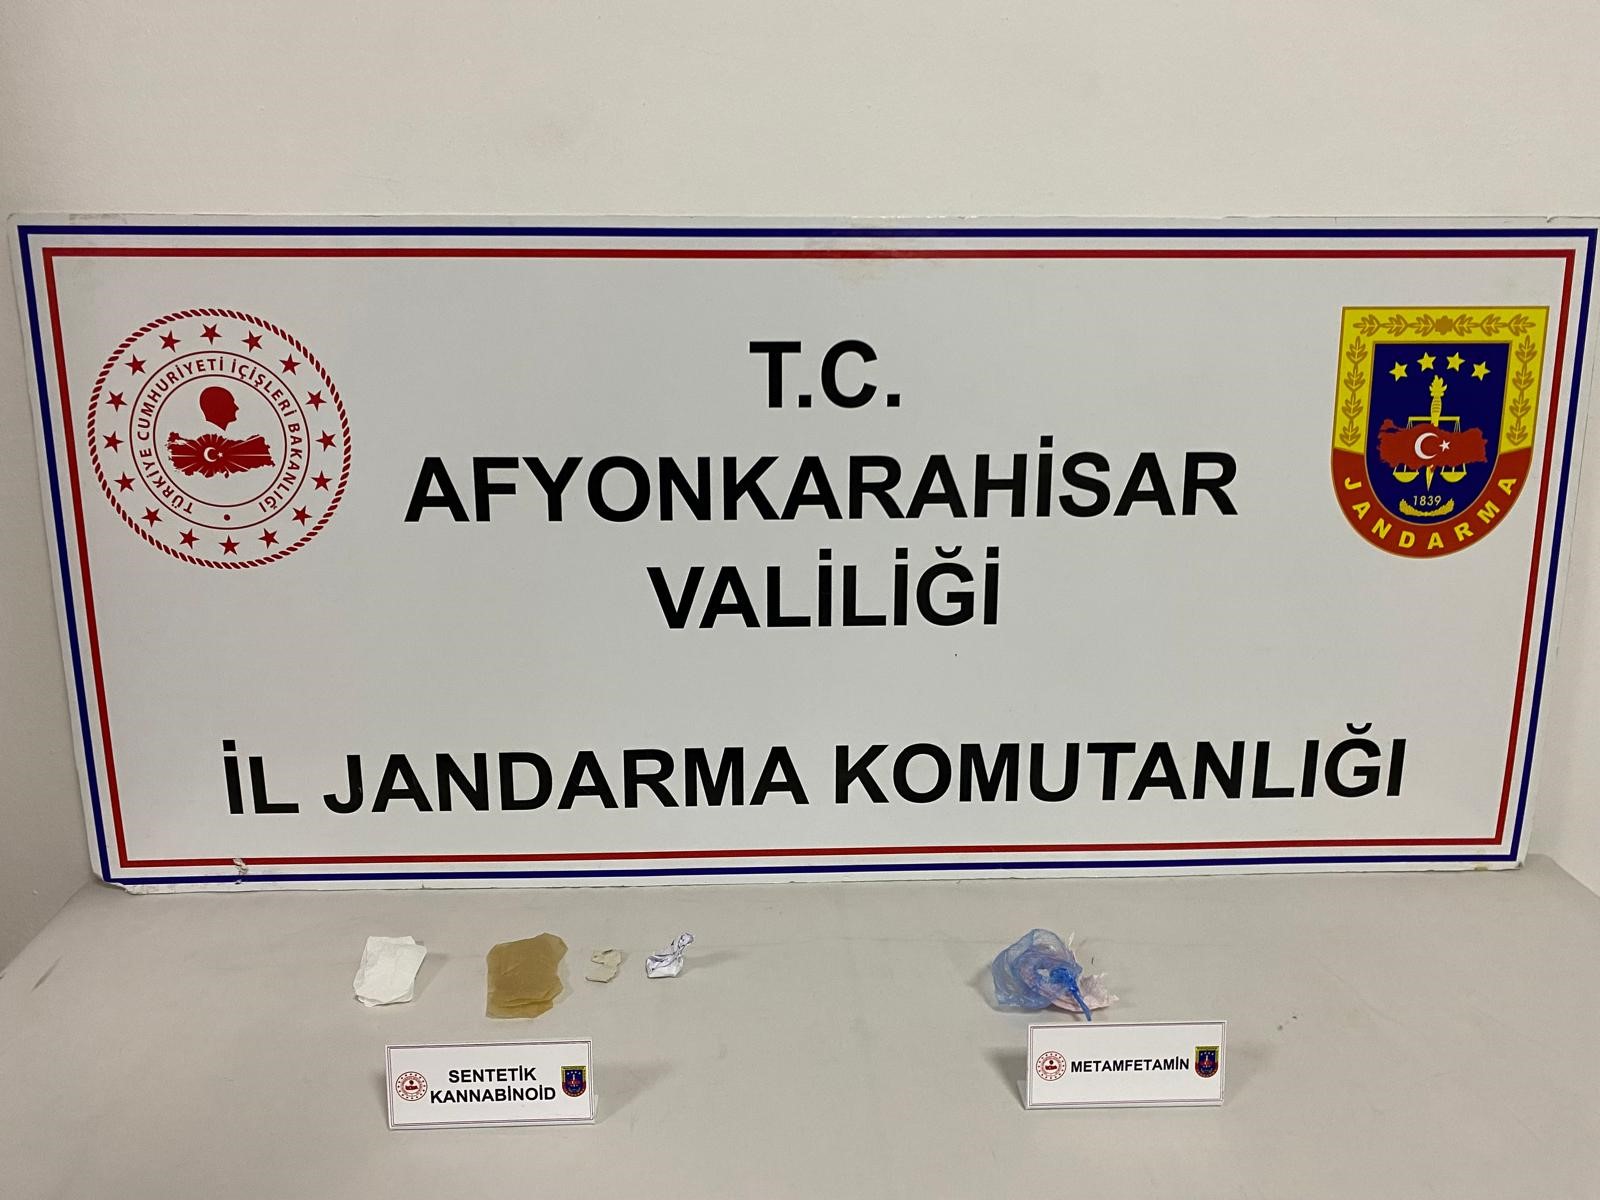 T.C.
AFYONKARAHİSAR
VALİLİĞİ
İL JANDARMA KOMUTANLIĞI
TÜRKİYE CUMHURİYETİ İÇİŞLERİ BAKANLIĞI
1839
JANDARMA
SENTETİK
KANNABİNOİD
METAMFETAMİN